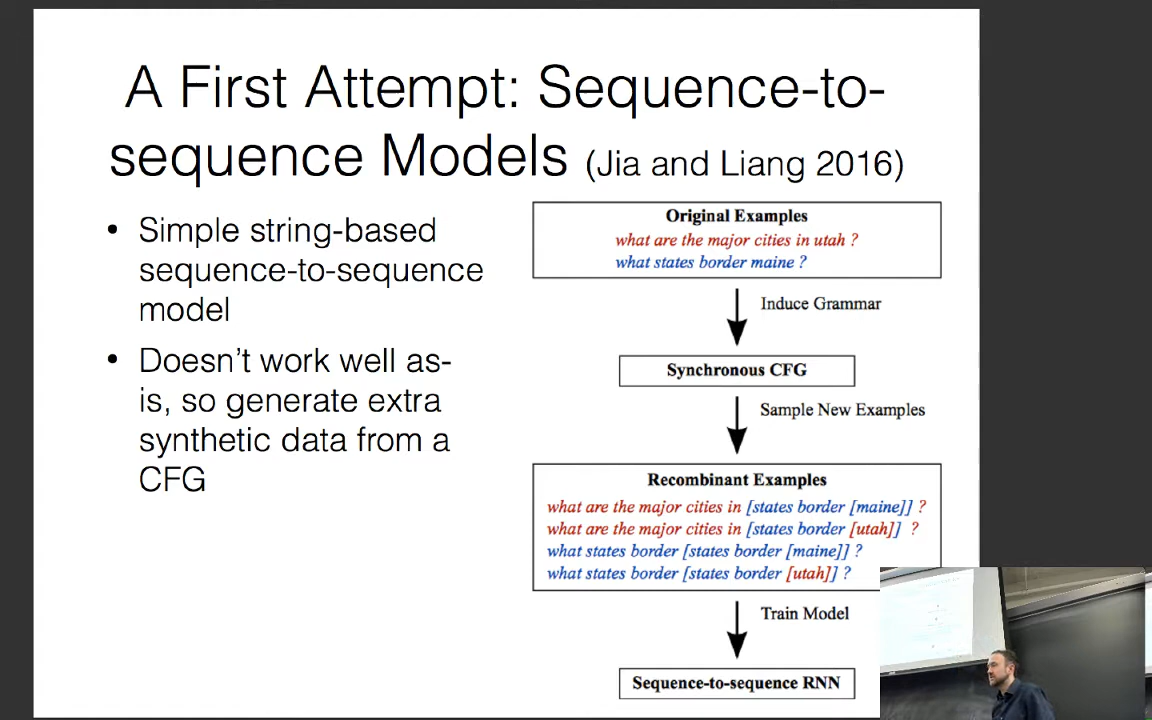 A First Attempt: Sequence-to-
sequence Models (Jia and Liang 2016)
• Simple string-based
sequence-to-sequence
model
• Doesn't work well as-
is, so generate extra
synthetic data from a
CFG
Original Examples
what are the major cities in utah ?
what states border maine ?
Induce Grammar
Synchronous CFG
Sample New Examples
Recombinant Examples
what are the major cities in [states border [maine]] ?
what are the major cities in [states border [utah]] ?
what states border [states border [maine]] ?
what states border [states border [utah]] ?
Train Model
Sequence-to-sequence RNN